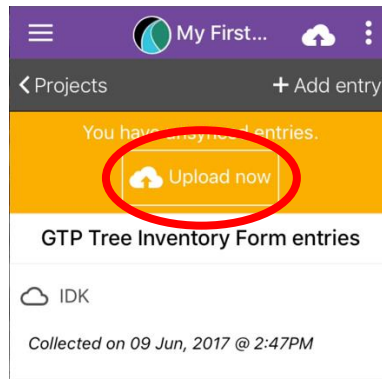 My First...
Projects + Add entry
You have unsynced entries.
Upload now
GTP Tree Inventory Form entries
IDK
Collected on 09 Jun, 2017 @ 2:47PM